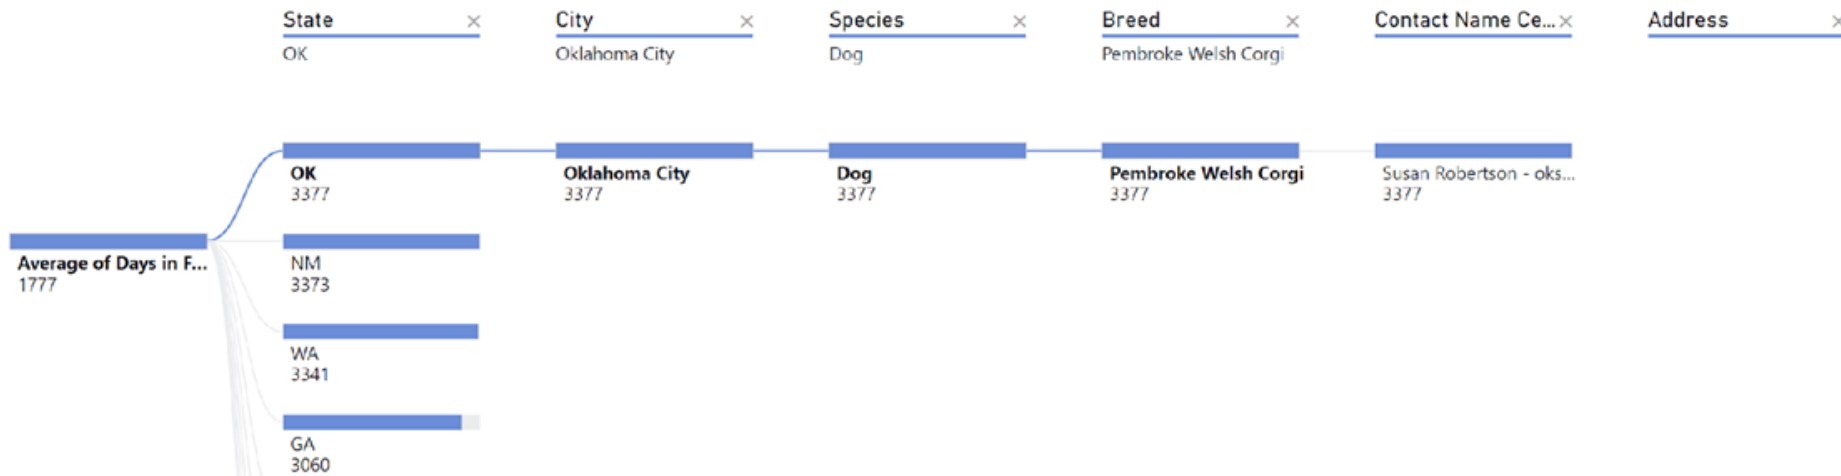 State × City × Species × Breed × Contact Name Ce... × Address ×
OK Oklahoma City Dog Pembroke Welsh Corgi
OK Oklahoma City Dog Pembroke Welsh Corgi Susan Robertson - oks...
3377 3377 3377 3377 3377
Average of Days in F...
1777
NM
3373
WA
3341
GA
3060